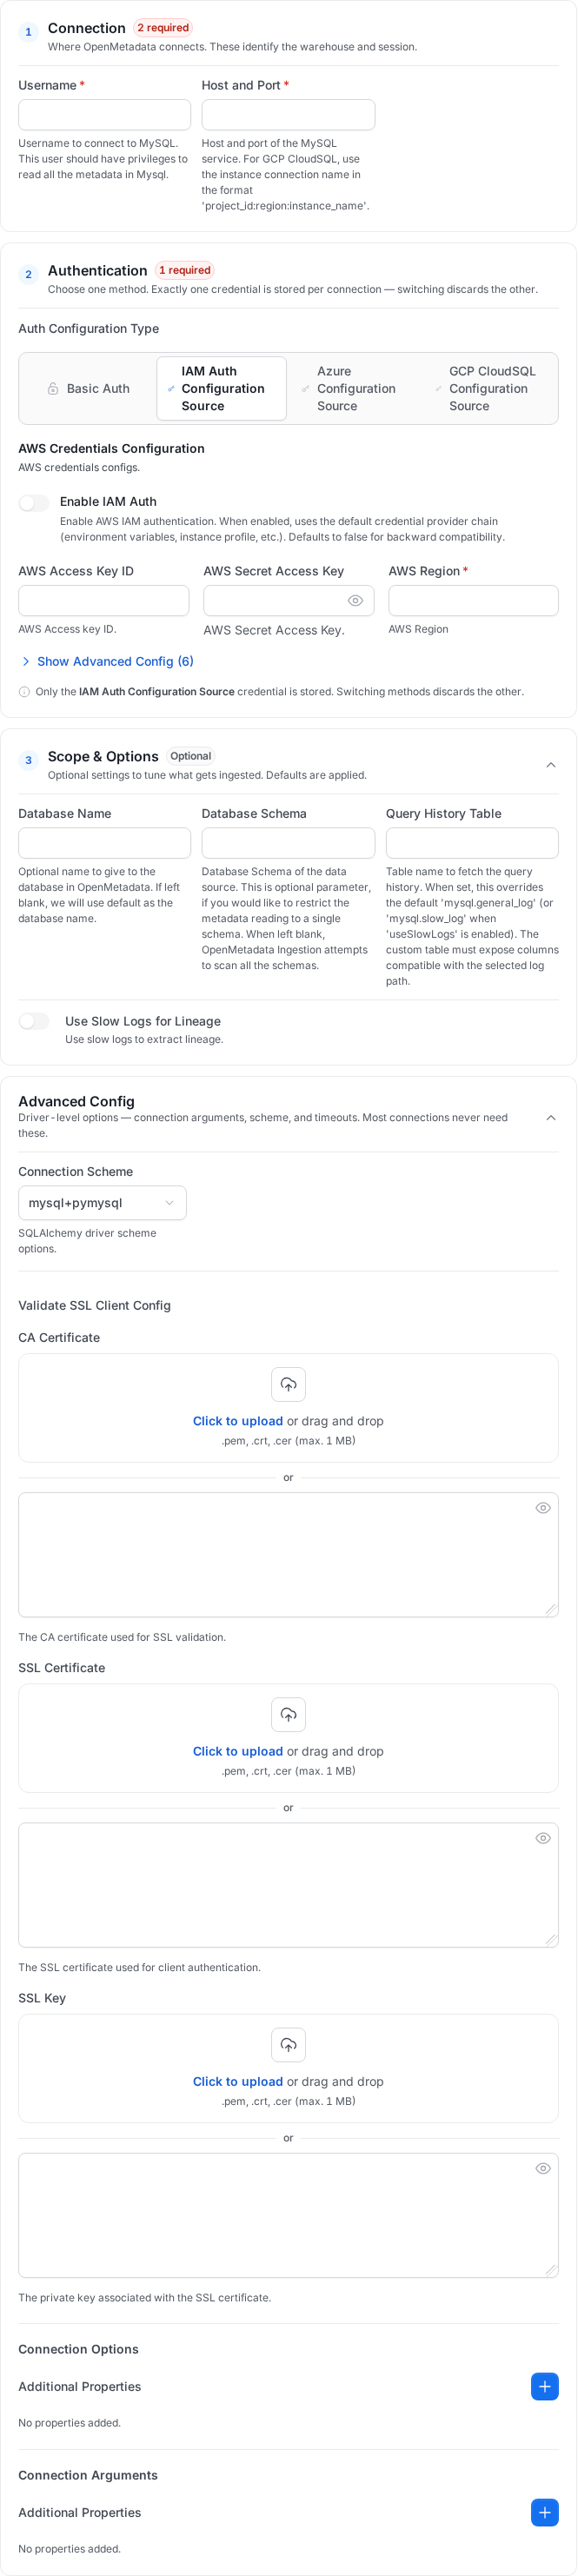 1 Connection 2 required
Where OpenMetadata connects. These identify the warehouse and session.
Username * Host and Port *
Username to connect to MySQL.
This user should have privileges to
read all the metadata in Mysql.
Host and port of the MySQL
service. For GCP CloudSQL, use
the instance connection name in
the format
'project_id:region:instance_name'.
2 Authentication 1 required
Choose one method. Exactly one credential is stored per connection — switching discards the other.
Auth Configuration Type
Basic Auth
IAM Auth
Configuration
Source
Azure
Configuration
Source
GCP CloudSQL
Configuration
Source
AWS Credentials Configuration
AWS credentials configs.
Enable IAM Auth
Enable AWS IAM authentication. When enabled, uses the default credential provider chain
(environment variables, instance profile, etc.). Defaults to false for backward compatibility.
AWS Access Key ID AWS Secret Access Key AWS Region *
AWS Access key ID. AWS Secret Access Key. AWS Region
Show Advanced Config (6)
Only the IAM Auth Configuration Source credential is stored. Switching methods discards the other.
3 Scope & Options Optional
Optional settings to tune what gets ingested. Defaults are applied.
Database Name Database Schema Query History Table
Optional name to give to the
database in OpenMetadata. If left
blank, we will use default as the
database name.
Database Schema of the data
source. This is optional parameter,
if you would like to restrict the
metadata reading to a single
schema. When left blank,
OpenMetadata Ingestion attempts
to scan all the schemas.
Table name to fetch the query
history. When set, this overrides
the default 'mysql.general_log' (or
'mysql.slow_log' when
'useSlowLogs' is enabled). The
custom table must expose columns
compatible with the selected log
path.
Use Slow Logs for Lineage
Use slow logs to extract lineage.
Advanced Config
Driver-level options — connection arguments, scheme, and timeouts. Most connections never need
these.
Connection Scheme
mysql+pymysql
SQLAlchemy driver scheme
options.
Validate SSL Client Config
CA Certificate
Click to upload or drag and drop
.pem, .crt, .cer (max. 1 MB)
or
The CA certificate used for SSL validation.
SSL Certificate
Click to upload or drag and drop
.pem, .crt, .cer (max. 1 MB)
or
The SSL certificate used for client authentication.
SSL Key
Click to upload or drag and drop
.pem, .crt, .cer (max. 1 MB)
or
The private key associated with the SSL certificate.
Connection Options
Additional Properties
No properties added.
Connection Arguments
Additional Properties
No properties added.